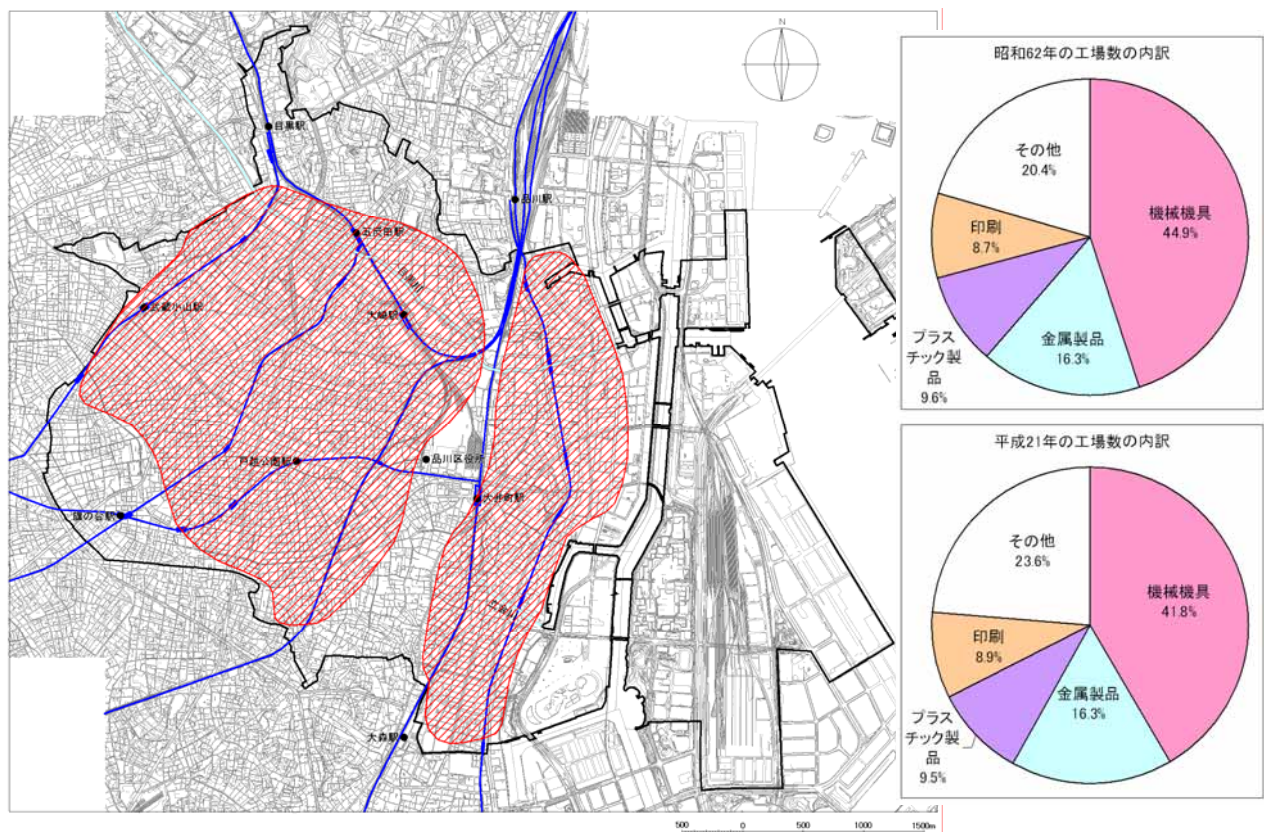 N
目黒駅
品川駅
五反田駅
目黒川
武蔵小山駅
大崎駅
戸越公園駅
品川区役所
大井町駅
旗の台駅
立会川
大森駅
500 0 500 1000 1500m
昭和62年の工場数の内訳
その他
20.4%
機械機具
44.9%
印刷
8.7%
プラス
チック製
品
9.6%
金属製品
16.3%
平成21年の工場数の内訳
その他
23.6%
機械機具
41.8%
印刷
8.9%
プラス
チック製
品
9.5%
金属製品
16.3%